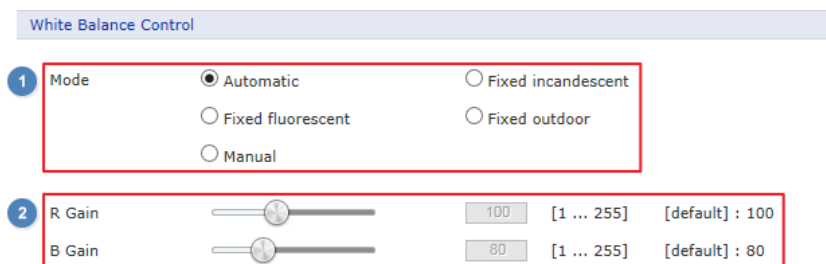 White Balance Control
1 Mode Automatic Fixed incandescent
Fixed fluorescent Fixed outdoor
Manual
2 R Gain 100 [1 ... 255] [default] : 100
B Gain 80 [1 ... 255] [default] : 80